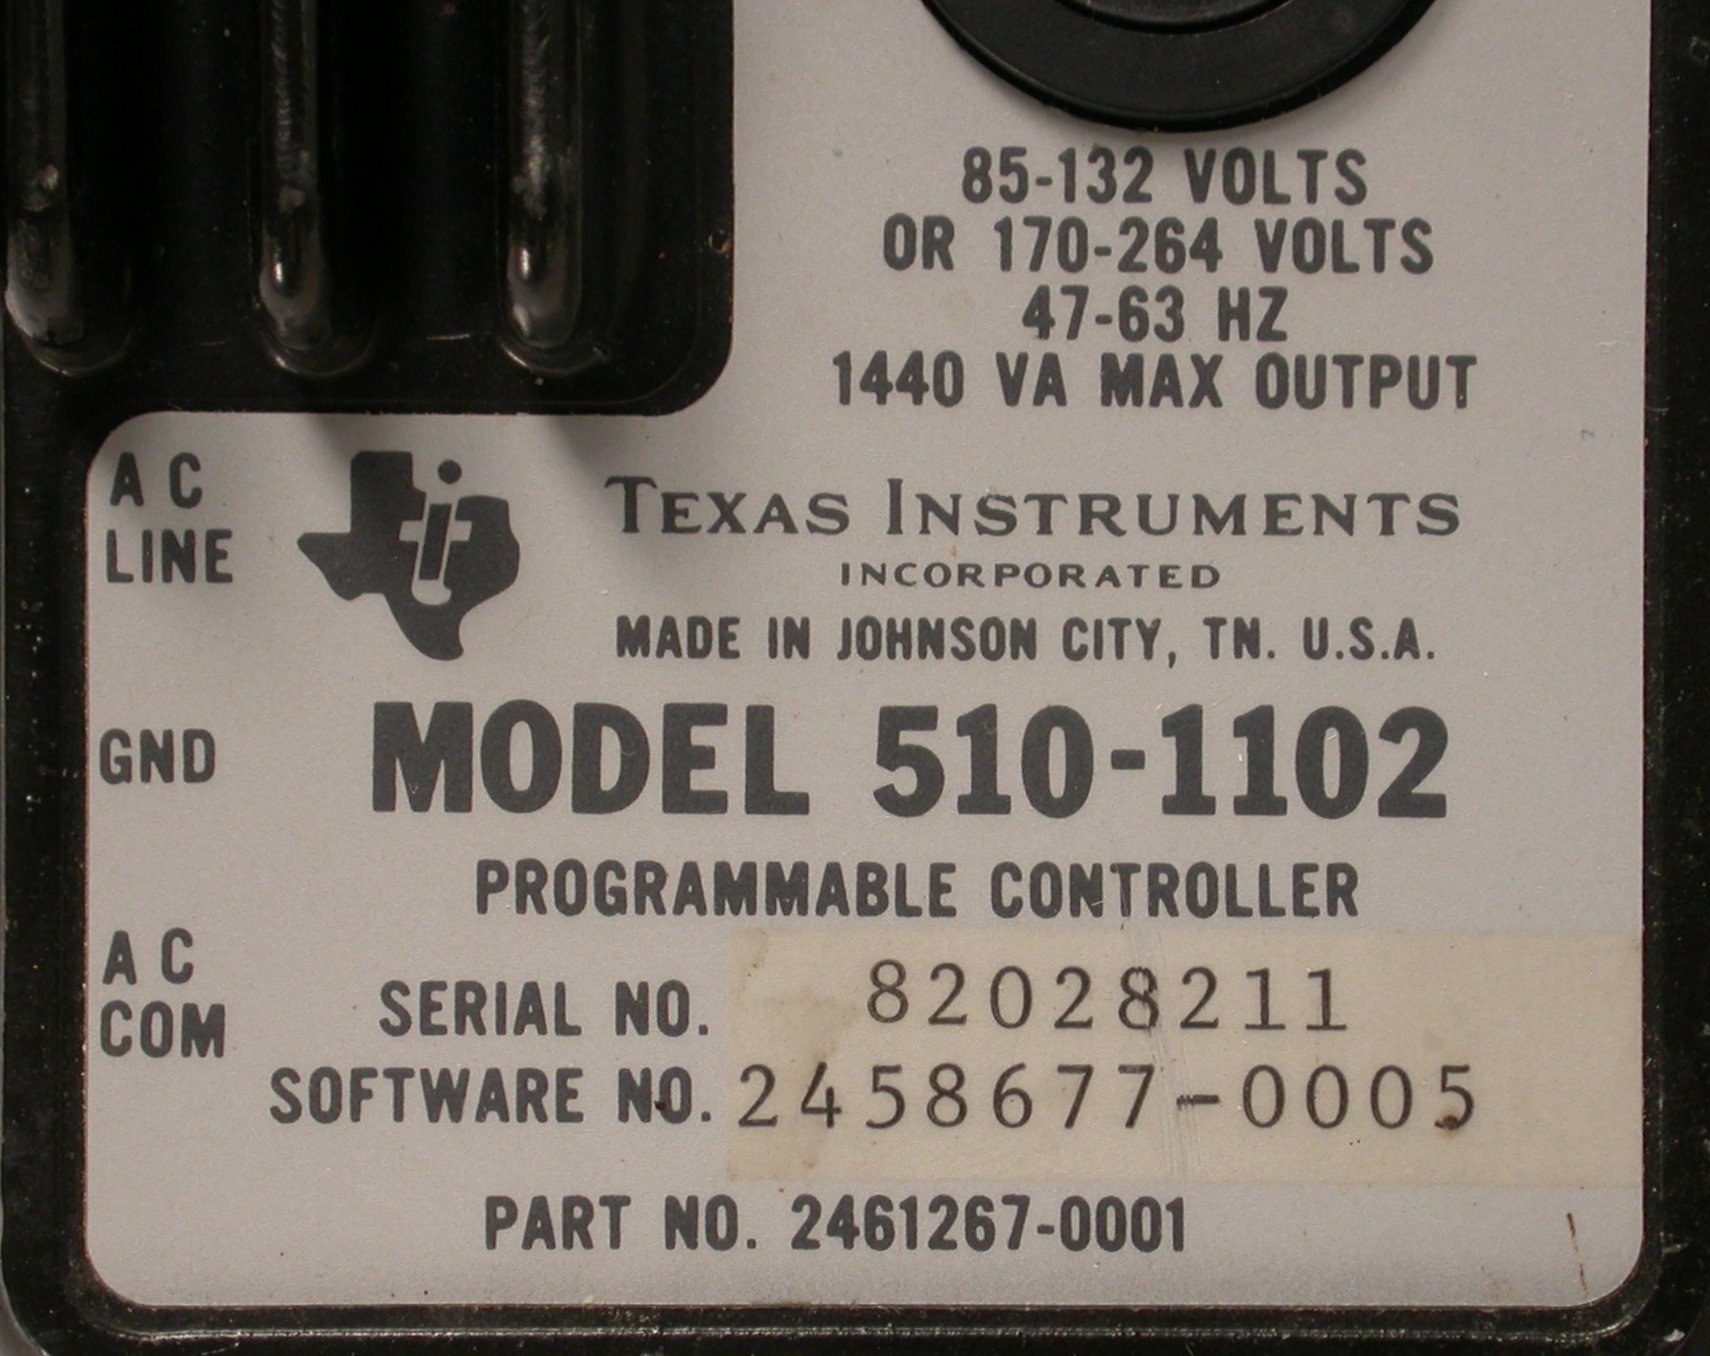 85-132 VOLTS
OR 170-264 VOLTS
47-63 HZ
1440 VA MAX OUTPUT
A C
LINE
ti
TEXAS INSTRUMENTS
INCORPORATED
MADE IN JOHNSON CITY, TN. U.S.A.
GND
MODEL 510-1102
PROGRAMMABLE CONTROLLER
A C
COM
SERIAL NO. 82028211
SOFTWARE NO. 2458677-0005
PART NO. 2461267-0001